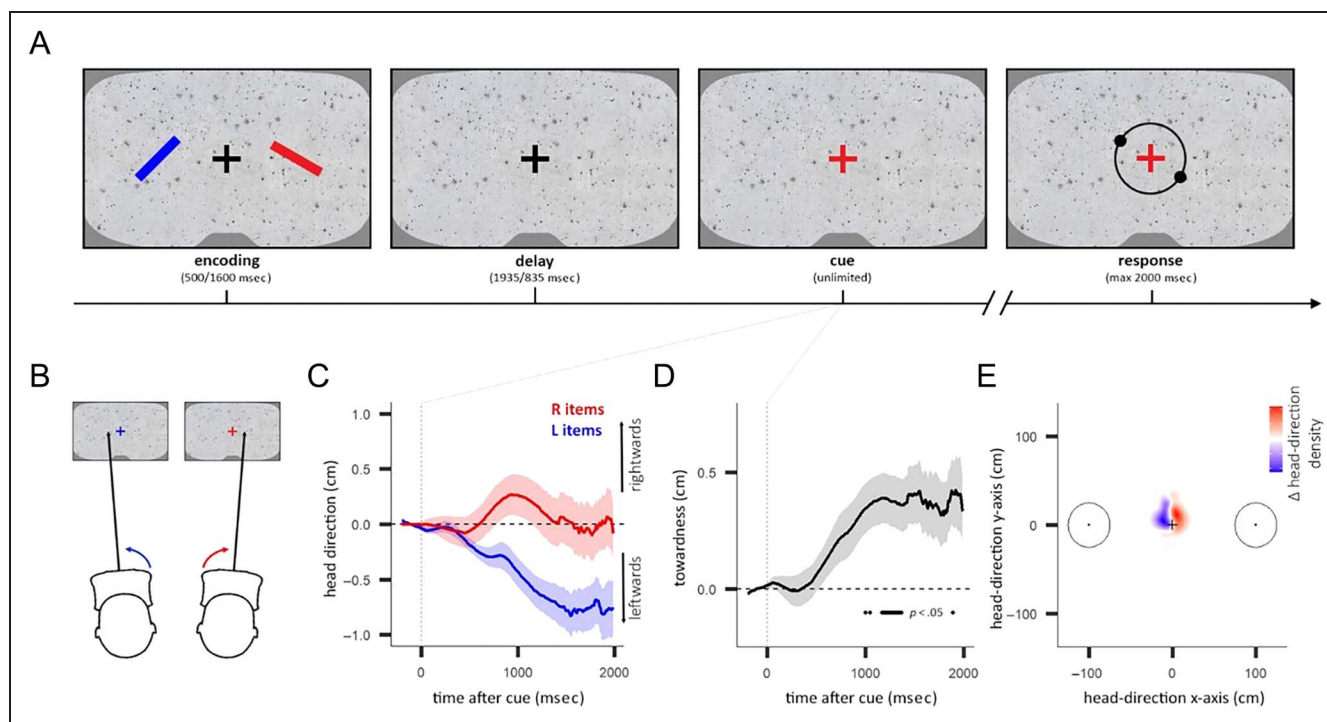 A
encoding
(500/1600 msec)
delay
(1935/835 msec)
cue
(unlimited)
response
(max 2000 msec)
B
C
head direction (cm)
1.0
0.5
0.0
−0.5
−1.0
R items
L items
rightwards
leftwards
0
1000
2000
time after cue (msec)
D
towardness (cm)
0.5
0.0
p < .05
0
1000
2000
time after cue (msec)
E
head-direction y-axis (cm)
100
0
−100
Δ head-direction
density
−100
0
100
head-direction x-axis (cm)